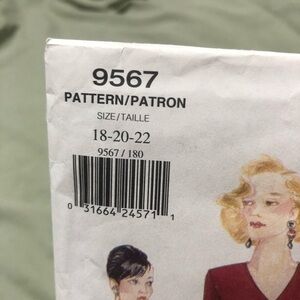 9567
PATTERN/PATRON
SIZE/TAILLE
18-20-22
9567/180
0 31664 24571 1